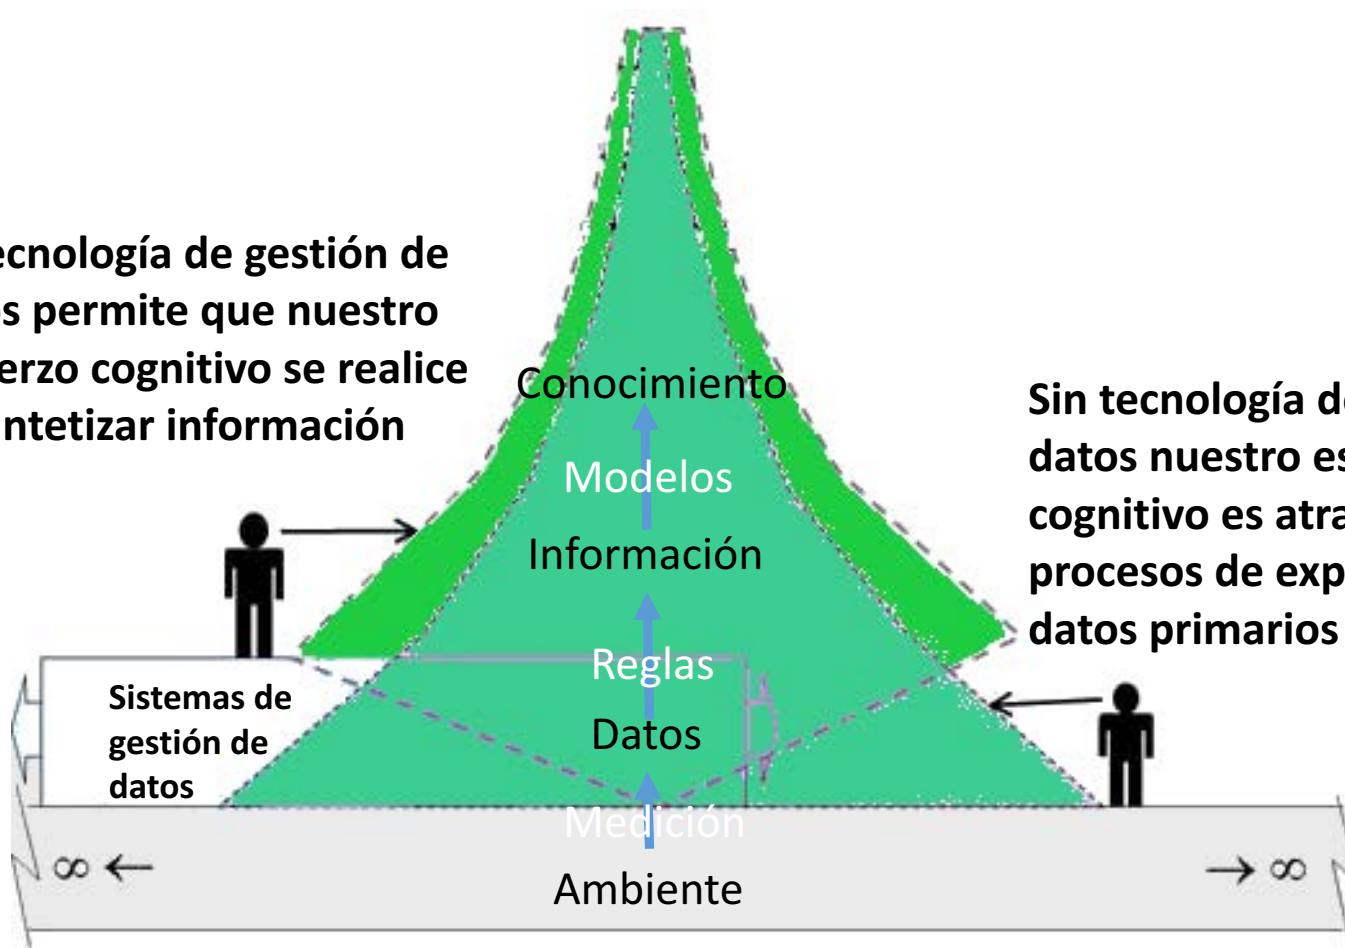 ecnología de gestión de
s permite que nuestro
erzo cognitivo se realice
ntetizar información
Conocimiento
Modelos
Información
Reglas
Datos
Medición
Ambiente
Sin tecnología d
datos nuestro es
cognitivo es atra
procesos de exp
datos primarios
Sistemas de
gestión de
datos
∞ ←
→ ∞